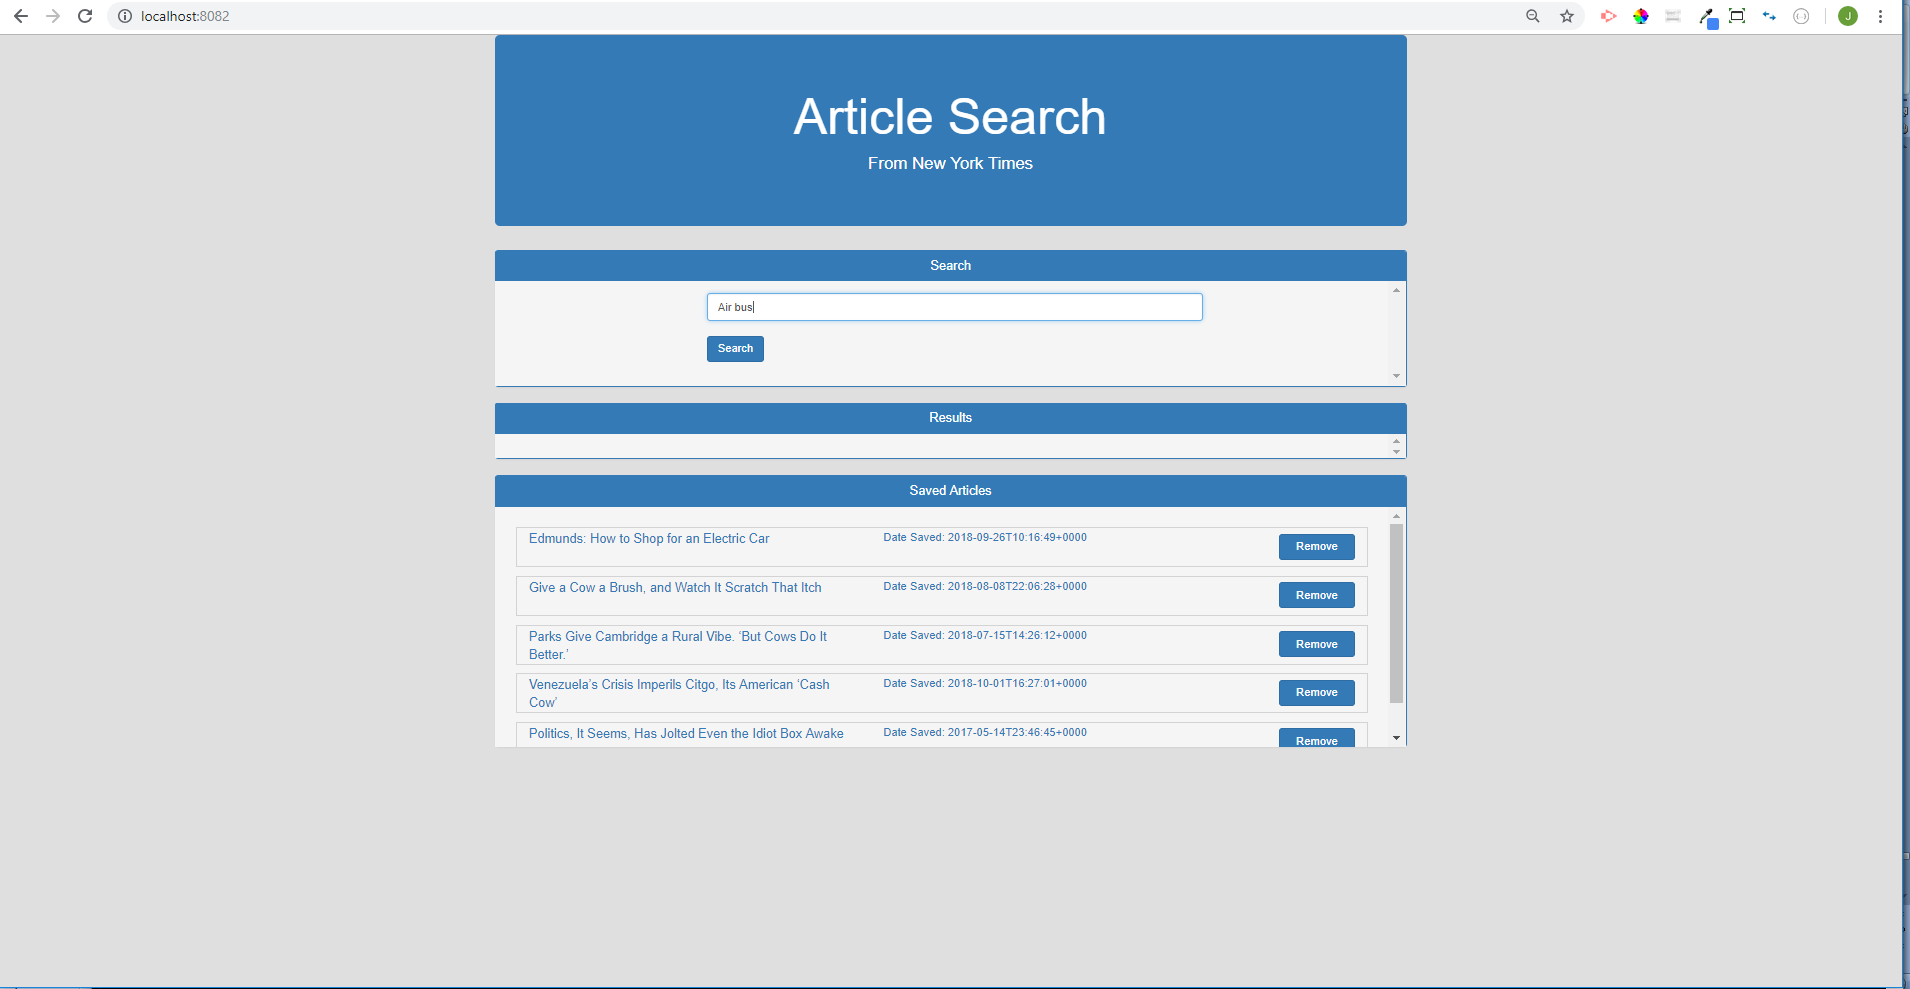 localhost:8082
J
Article Search
From New York Times
Search
Air bus
Search
Results
Saved Articles
Edmunds: How to Shop for an Electric Car
Date Saved: 2018-09-26T10:16:49+0000
Remove
Give a Cow a Brush, and Watch It Scratch That Itch
Date Saved: 2018-08-08T22:06:28+0000
Remove
Parks Give Cambridge a Rural Vibe. ‘But Cows Do It
Better.’
Date Saved: 2018-07-15T14:26:12+0000
Remove
Venezuela’s Crisis Imperils Citgo, Its American ‘Cash
Cow’
Date Saved: 2018-10-01T16:27:01+0000
Remove
Politics, It Seems, Has Jolted Even the Idiot Box Awake
Date Saved: 2017-05-14T23:46:45+0000
Remove